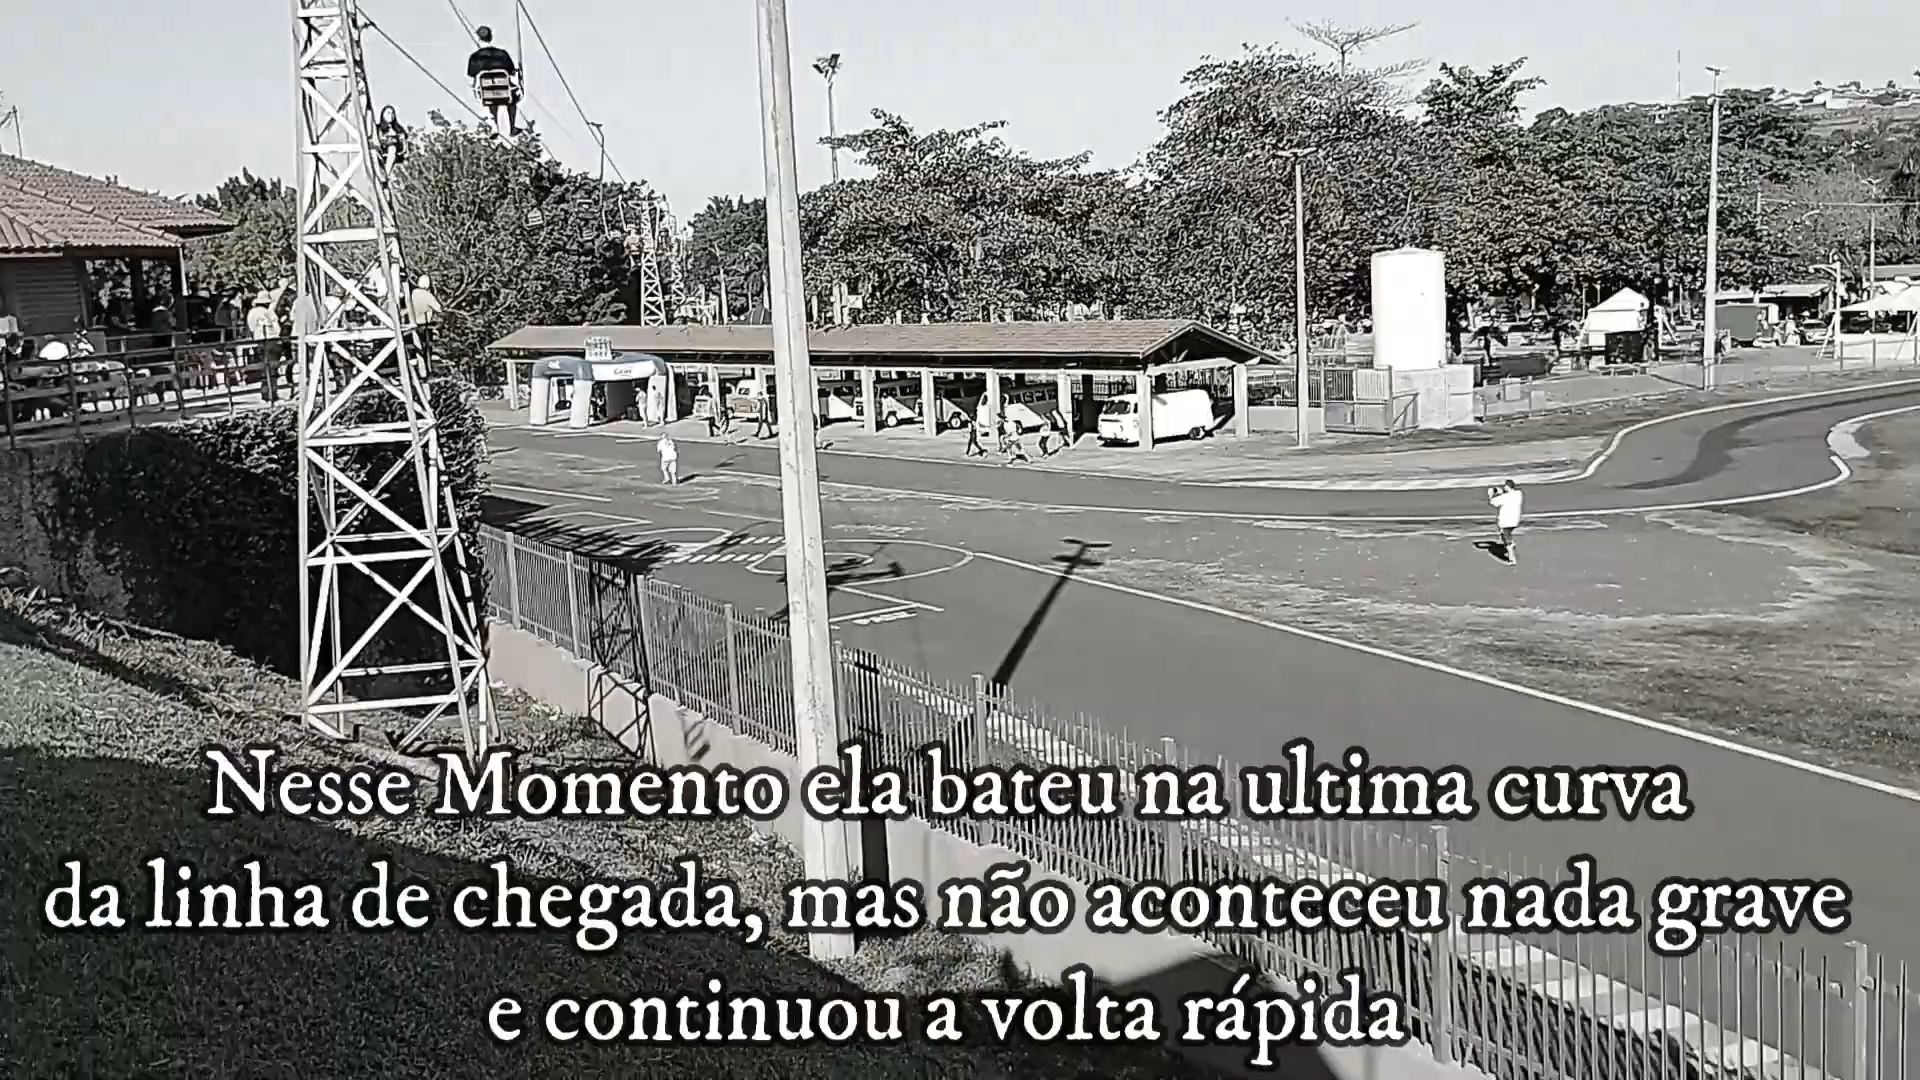 Nesse Momento ela bateu na ultima curva
da linha de chegada, mas não aconteceu nada grave
e continuou a volta rápida